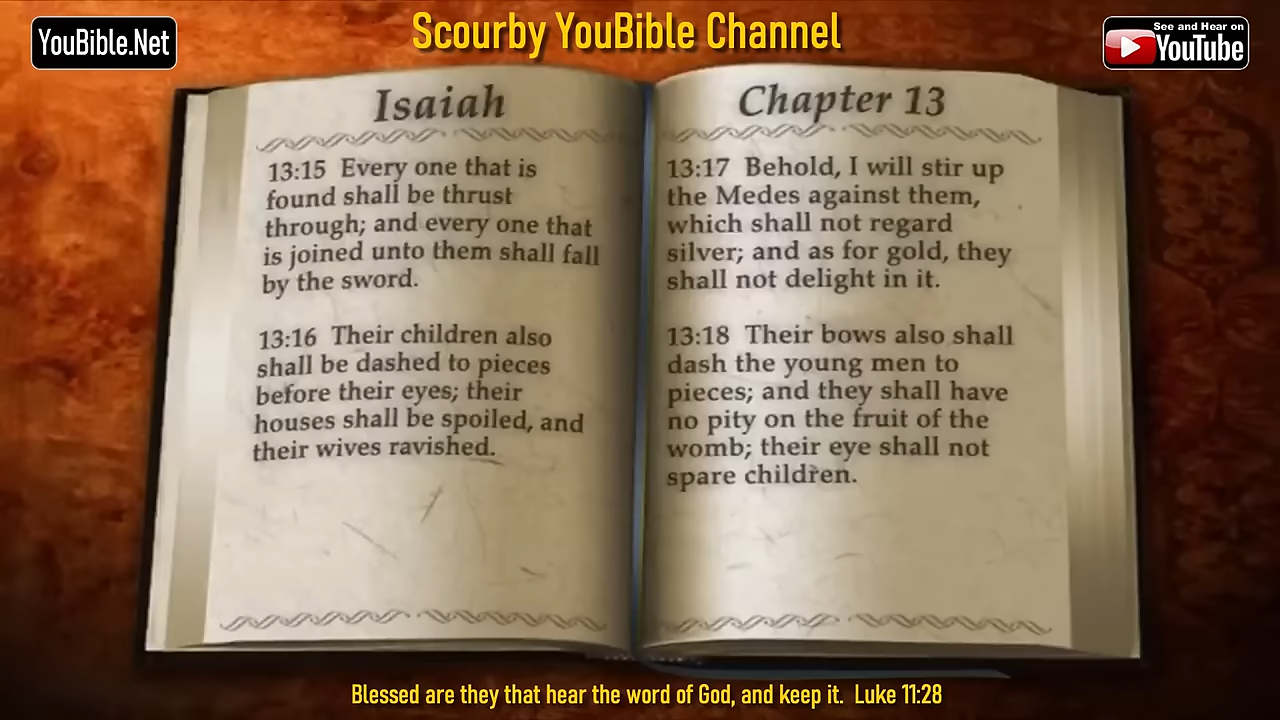 YouBible.Net
Scourby YouBible Channel
See and Hear on
YouTube
Isaiah
13:15 Every one that is
found shall be thrust
through; and every one that
is joined unto them shall fall
by the sword.
13:16 Their children also
shall be dashed to pieces
before their eyes; their
houses shall be spoiled, and
their wives ravished.
Chapter 13
13:17 Behold, I will stir up
the Medes against them,
which shall not regard
silver; and as for gold, they
shall not delight in it.
13:18 Their bows also shall
dash the young men to
pieces; and they shall have
no pity on the fruit of the
womb; their eye shall not
spare children.
Blessed are they that hear the word of God, and keep it. Luke 11:28